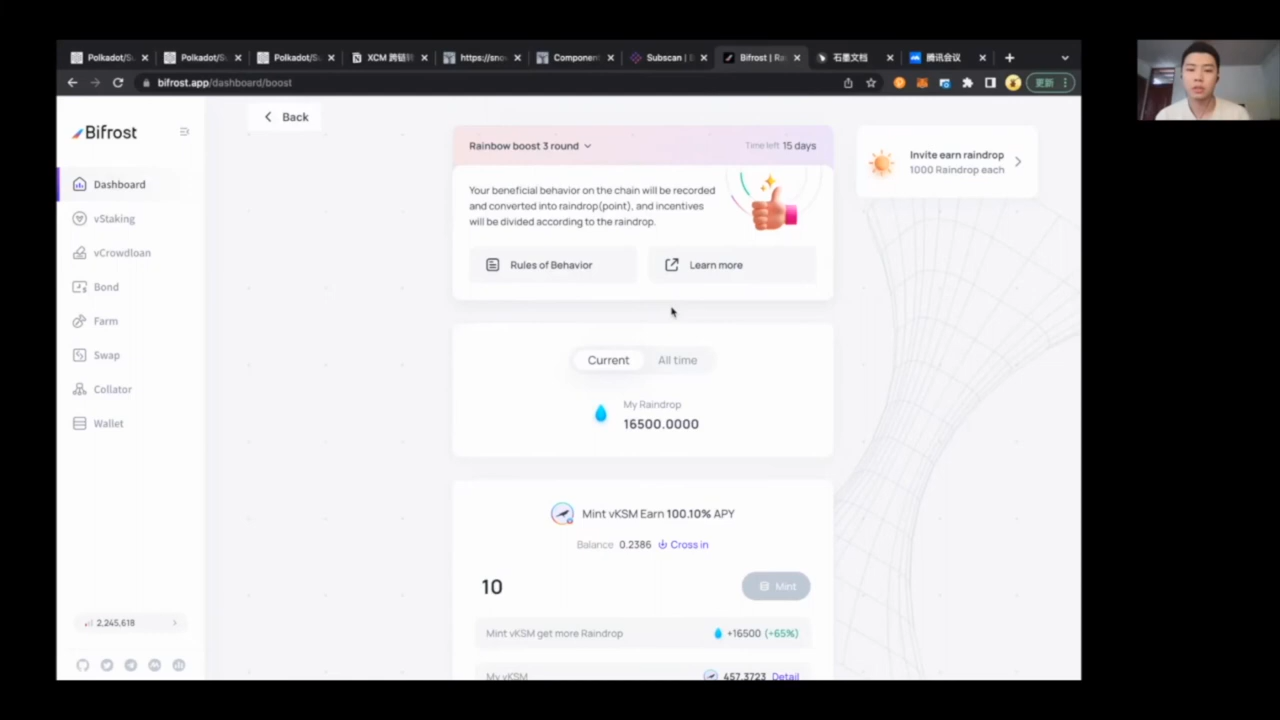 Polkadot/Su
Polkadot/Su
Polkadot/Su
XCM 跨链转
https://snow
Component
Subscan | B
Bifrost | Ra
石墨文档
腾讯会议
bifrost.app/dashboard/boost
更新
Bifrost
Dashboard
vStaking
vCrowdloan
Bond
Farm
Swap
Collator
Wallet
2,245,618
Back
Rainbow boost 3 round
Time left 15 days
Your beneficial behavior on the chain will be recorded
and converted into raindrop(point), and incentives
will be divided according to the raindrop.
Rules of Behavior
Learn more
Current
All time
My Raindrop
16500.0000
Mint vKSM Earn 100.10% APY
Balance 0.2386 Cross in
10
Mint
Mint vKSM get more Raindrop
+16500 (+65%)
My vKSM
457.3723 Detail
Invite earn raindrop
1000 Raindrop each